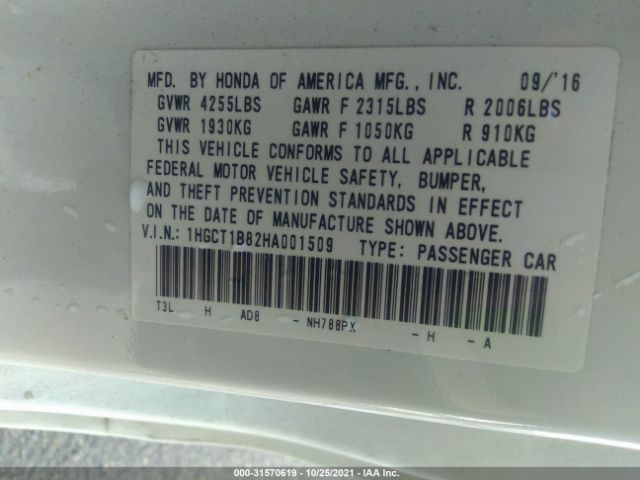 MFD. BY HONDA OF AMERICA MFG., INC. 09/'16
GVWR 4255LBS GAWR F 2315LBS R 2006LBS
GVWR 1930KG GAWR F 1050KG R 910KG
THIS VEHICLE CONFORMS TO ALL APPLICABLE
FEDERAL MOTOR VEHICLE SAFETY, BUMPER,
AND THEFT PREVENTION STANDARDS IN EFFECT
ON THE DATE OF MANUFACTURE SHOWN ABOVE.
V.I.N.: 1HGCT1B82HA001509 TYPE: PASSENGER CAR
T3L H AD8 - NH788PX - H - A
000-31570619 - 10/25/2021 - IAA Inc.